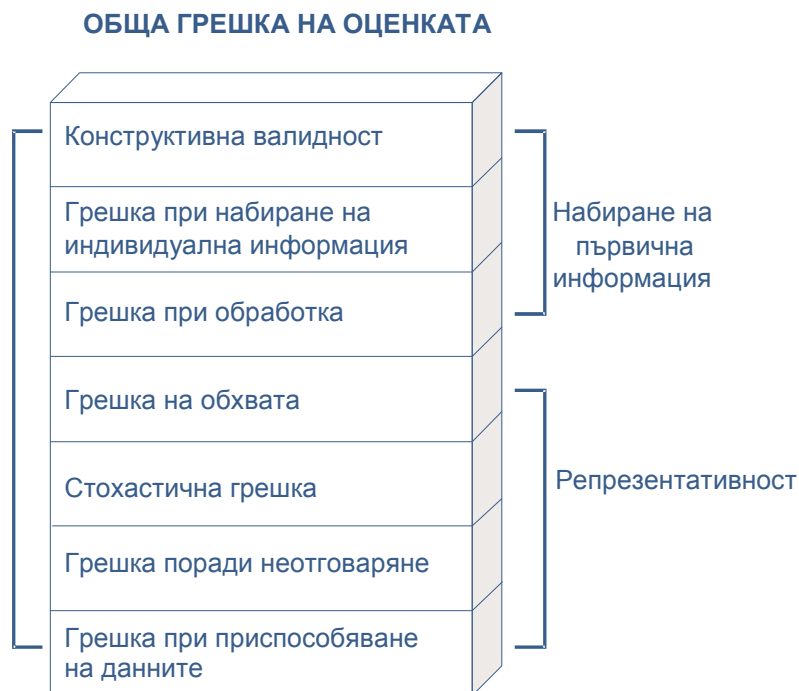 ОБЩА ГРЕШКА НА ОЦЕНКАТА
Конструктивна валидност
Грешка при набиране на
индивидуална информация
Грешка при обработка
Грешка на обхвата
Стохастична грешка
Грешка поради неотговаряне
Грешка при приспособяване
на данните
Набиране на
първична
информация
Репрезентативност